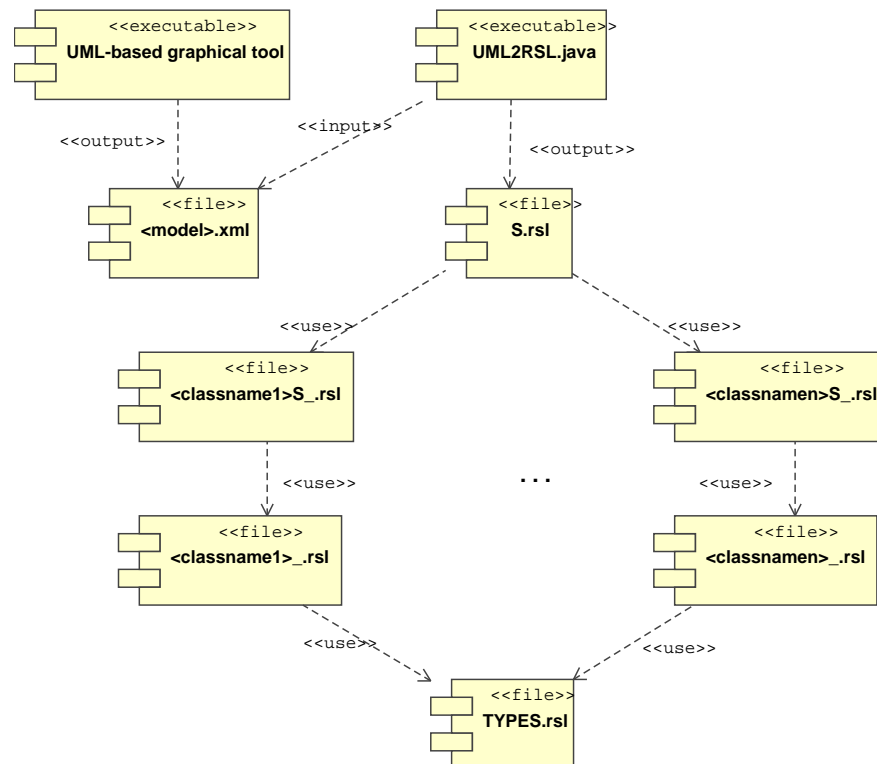 <<executable>>
UML-based graphical tool
<<executable>>
UML2RSL.java
<<output>>
<<input>>
<<output>>
<<file>>
<model>.xml
<<file>>
S.rsl
<<use>>
<<use>>
<<file>>
<classname1>S_.rsl
<<file>>
<classnamen>S_.rsl
<<use>>
. . .
<<use>>
<<file>>
<classname1>_.rsl
<<file>>
<classnamen>_.rsl
<<use>>
<<use>>
<<file>>
TYPES.rsl